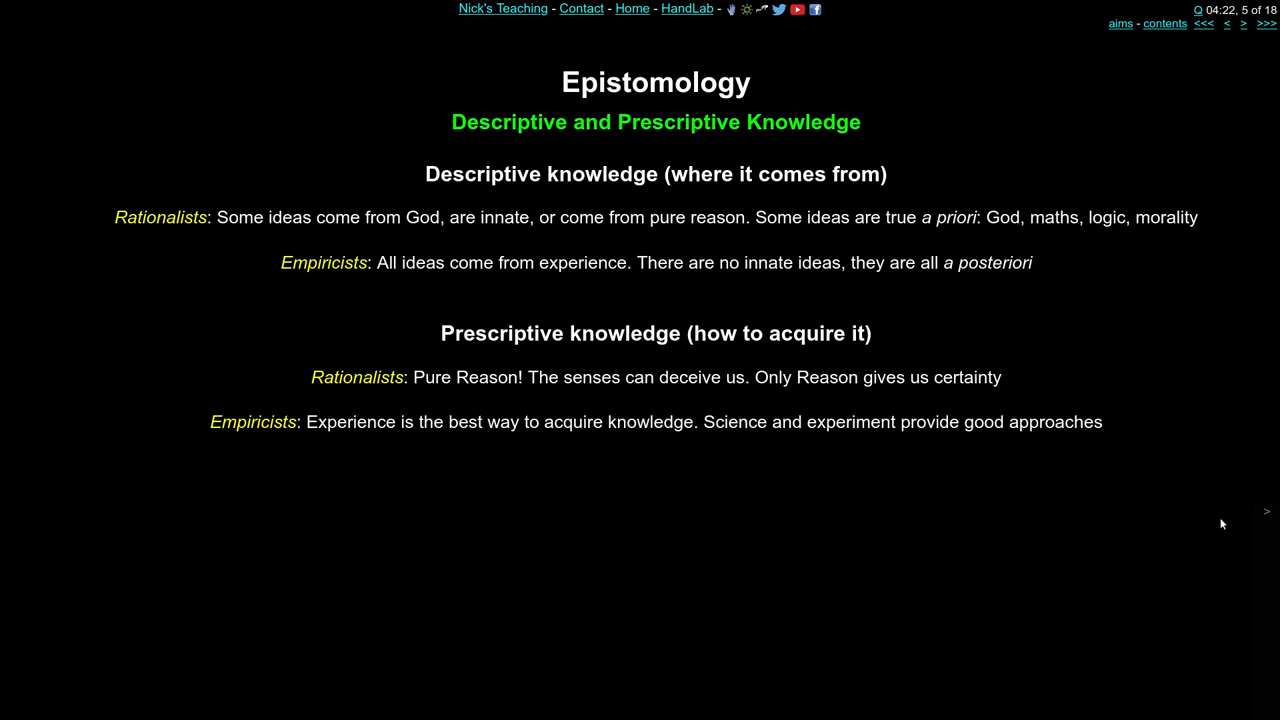 Nick's Teaching - Contact - Home - HandLab -
Q 04:22, 5 of 18
aims - contents <<< < > >>>
Epistomology
Descriptive and Prescriptive Knowledge
Descriptive knowledge (where it comes from)
Rationalists: Some ideas come from God, are innate, or come from pure reason. Some ideas are true a priori: God, maths, logic, morality
Empiricists: All ideas come from experience. There are no innate ideas, they are all a posteriori
Prescriptive knowledge (how to acquire it)
Rationalists: Pure Reason! The senses can deceive us. Only Reason gives us certainty
Empiricists: Experience is the best way to acquire knowledge. Science and experiment provide good approaches
>